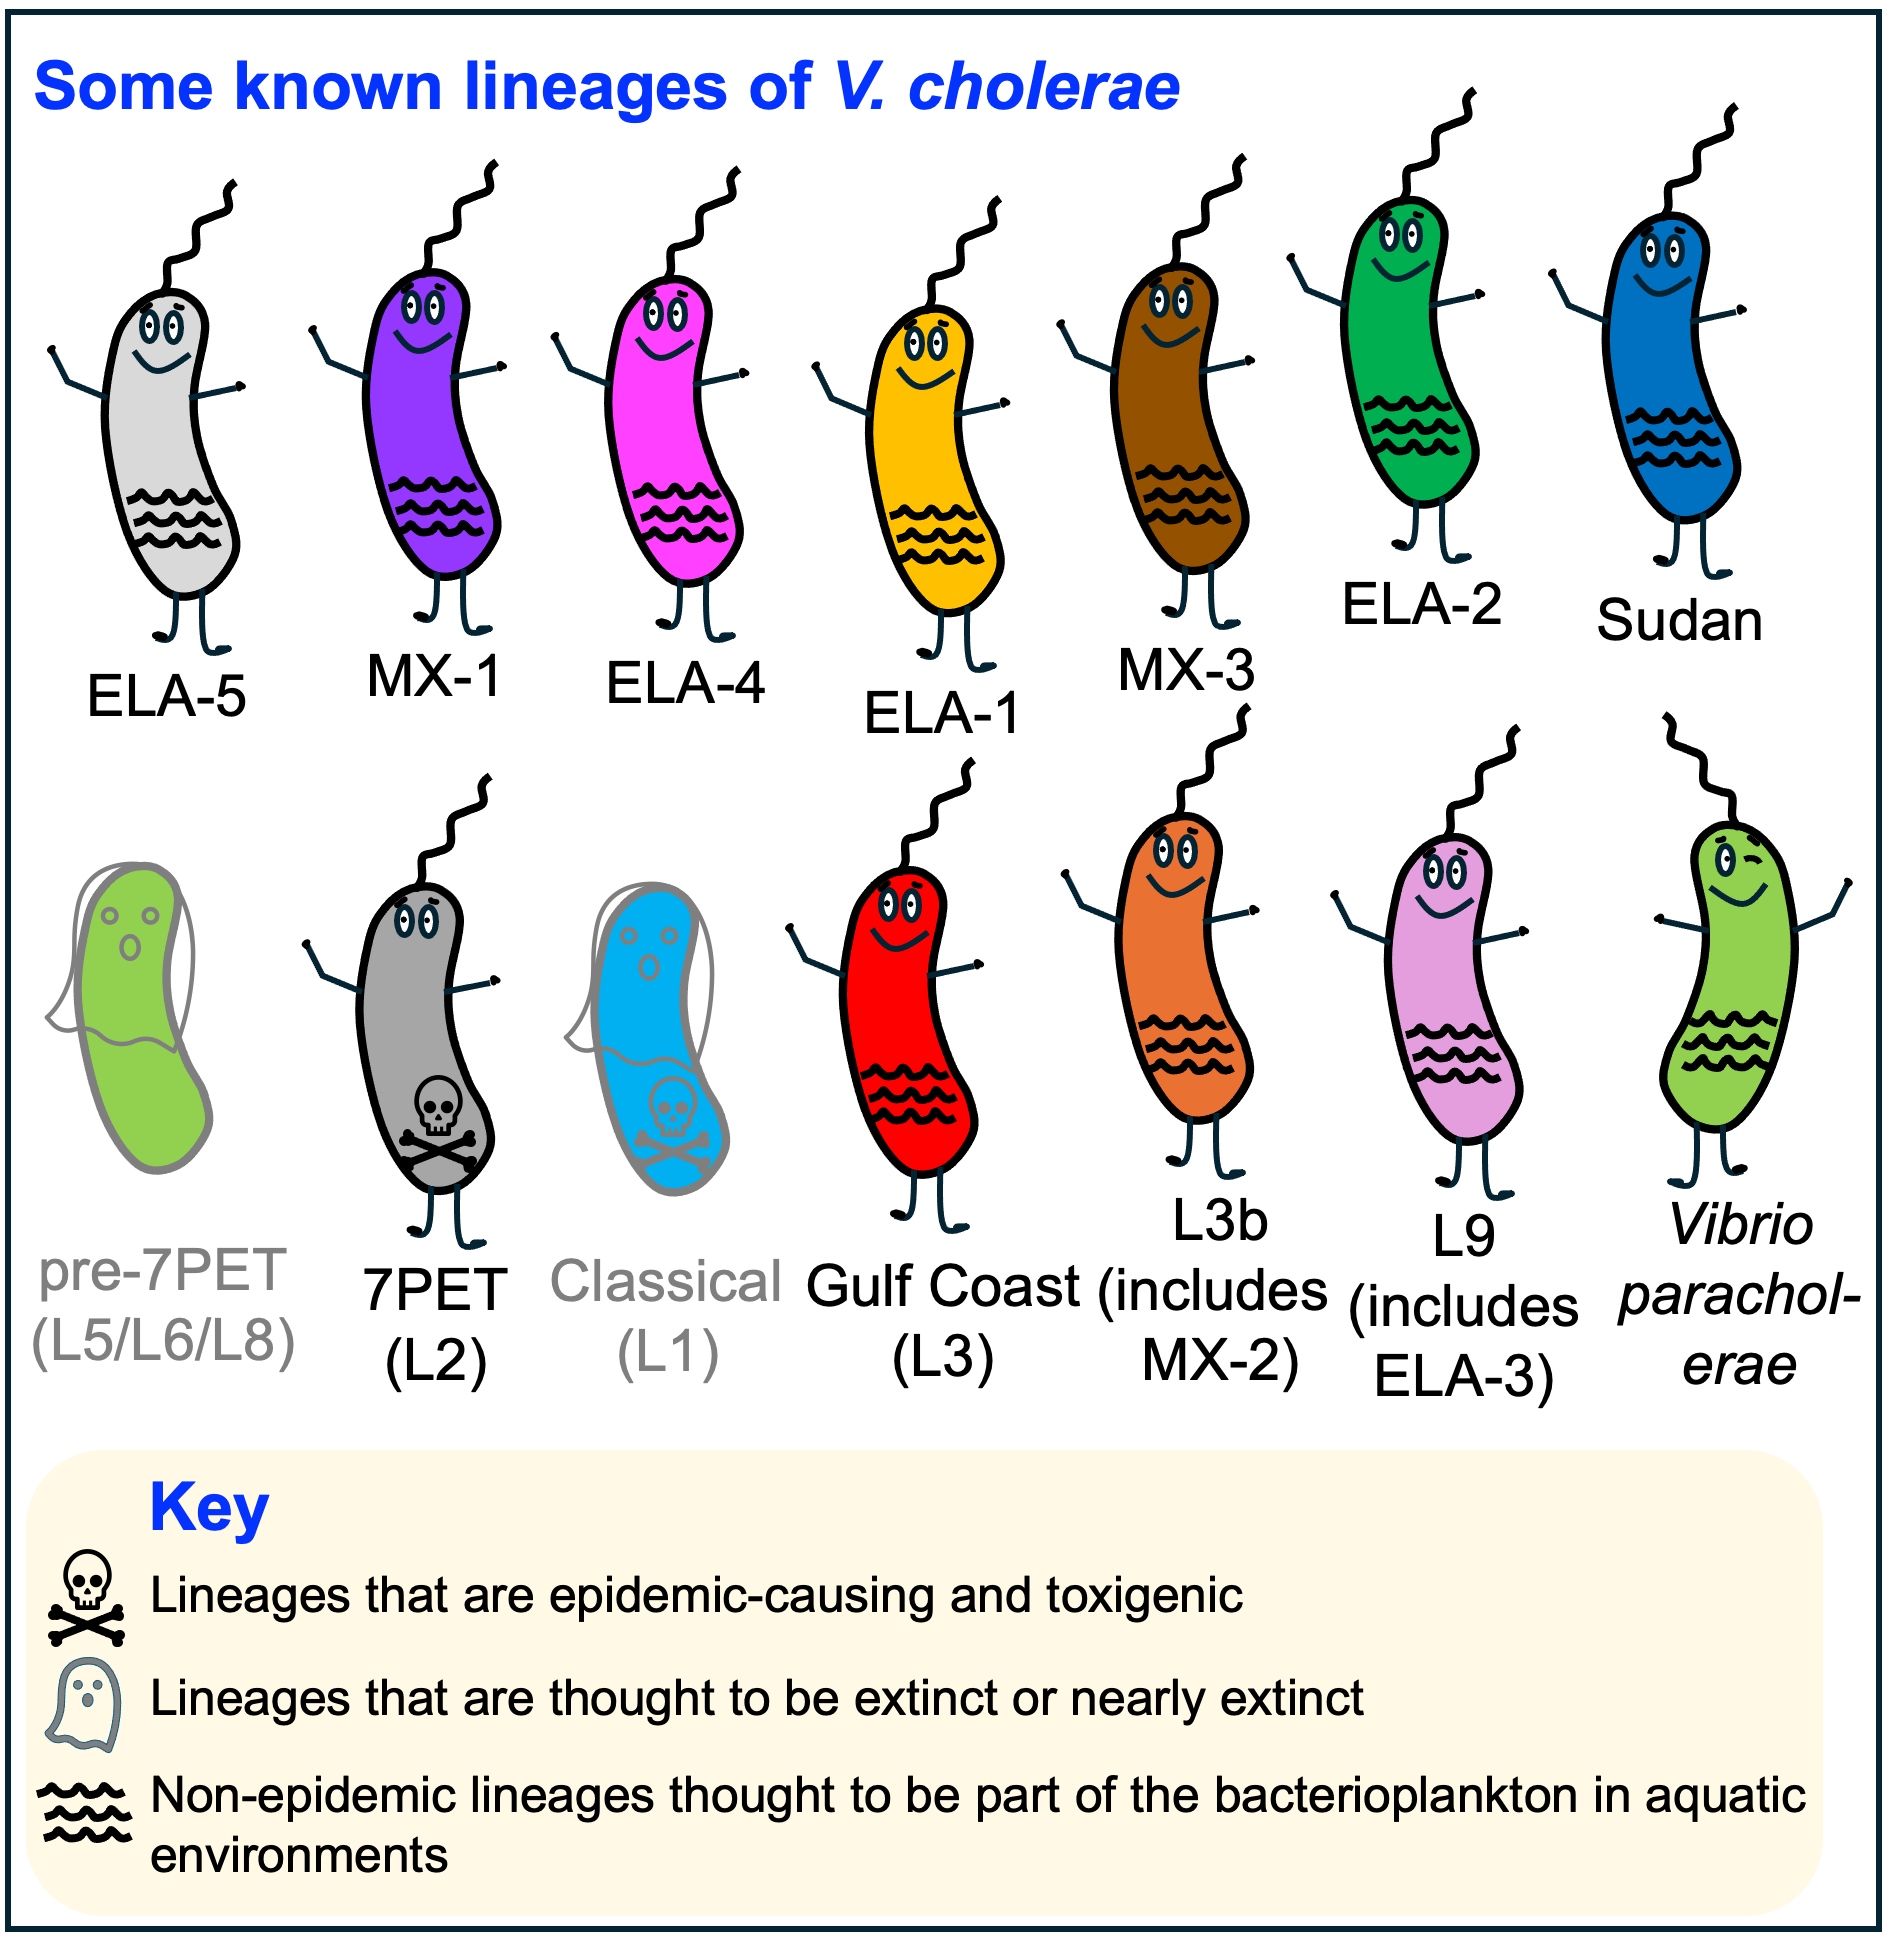 Some known lineages of V. cholerae
ELA-5
MX-1
ELA-4
ELA-1
MX-3
ELA-2
Sudan
pre-7PET
(L5/L6/L8)
7PET
(L2)
Classical
(L1)
Gulf Coast
(L3)
L3b
(includes
MX-2)
L9
(includes
ELA-3)
Vibrio
parachol-
erae
Key
Lineages that are epidemic-causing and toxigenic
Lineages that are thought to be extinct or nearly extinct
Non-epidemic lineages thought to be part of the bacterioplankton in aquatic
environments